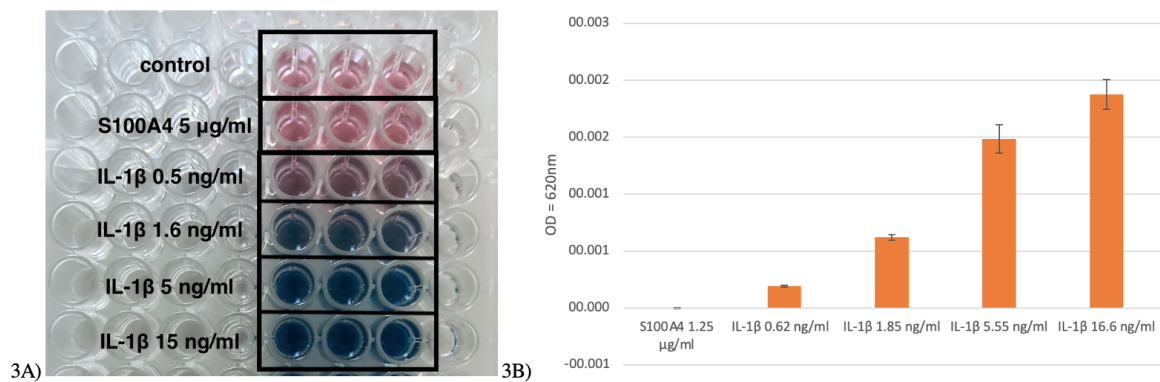 control
S100A4 5 µg/ml
IL-1β 0.5 ng/ml
IL-1β 1.6 ng/ml
IL-1β 5 ng/ml
IL-1β 15 ng/ml
3A)
3B)
00.003
00.002
00.002
00.001
00.001
00.000
-00.001
OD = 620nm
S100A4 1.25
µg/ml
IL-1β 0.62 ng/ml
IL-1β 1.85 ng/ml
IL-1β 5.55 ng/ml
IL-1β 16.6 ng/ml